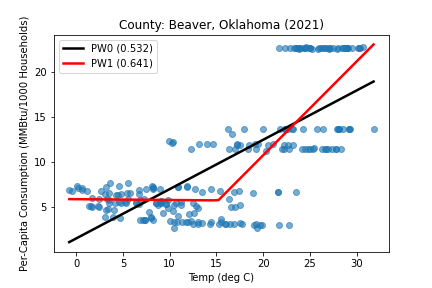 County: Beaver, Oklahoma (2021)
PW0 (0.532)
PW1 (0.641)
Per-Capita Consumption (MMBtu/1000 Households)
20
15
10
5
0 5 10 15 20 25 30
Temp (deg C)